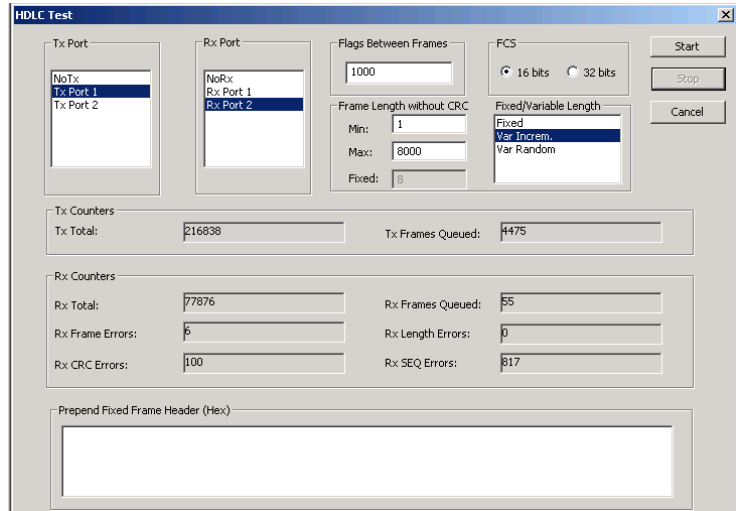 HDLC Test
Tx Port
NoTx
Tx Port 1
Tx Port 2
Rx Port
NoRx
Rx Port 1
Rx Port 2
Flags Between Frames
1000
FCS
16 bits 32 bits
Start
Stop
Cancel
Frame Length without CRC
Min: 1
Max: 8000
Fixed: 8
Fixed/Variable Length
Fixed
Var Increm.
Var Random
Tx Counters
Tx Total: 216838 Tx Frames Queued: 4475
Rx Counters
Rx Total: 77876 Rx Frames Queued: 55
Rx Frame Errors: 6 Rx Length Errors: 0
Rx CRC Errors: 100 Rx SEQ Errors: 817
Prepend Fixed Frame Header (Hex)